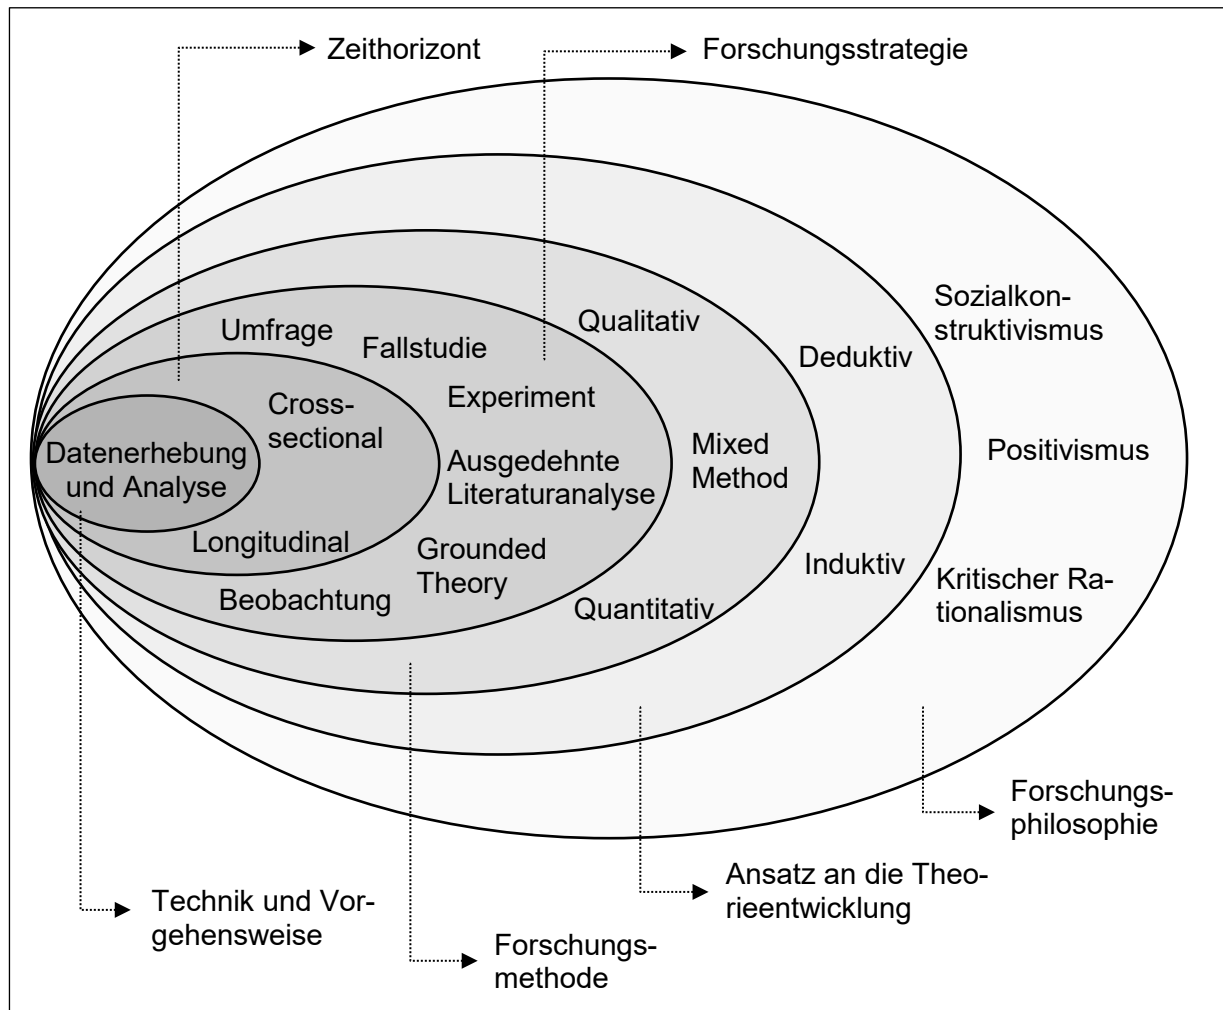 Zeithorizont
Forschungsstrategie
Umfrage
Fallstudie
Qualitativ
Sozialkon-
struktivismus
Deduktiv
Experiment
Cross-
sectional
Datenerhebung
und Analyse
Ausgedehnte
Literaturanalyse
Mixed
Method
Positivismus
Longitudinal
Grounded
Theory
Beobachtung
Quantitativ
Induktiv
Kritischer Ra-
tionalismus
Forschungs-
philosophie
Ansatz an die Theo-
rieentwicklung
Technik und Vor-
gehensweise
Forschungs-
methode